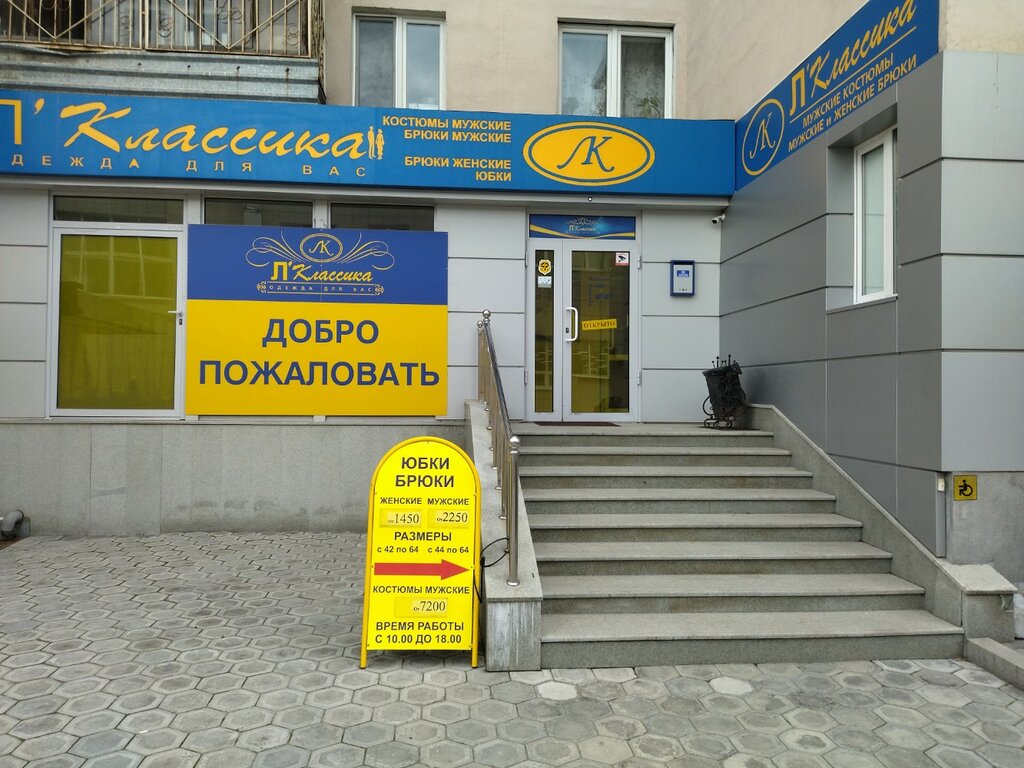 Л'Классика
ОДЕЖДА ДЛЯ ВАС
КОСТЮМЫ МУЖСКИЕ
БРЮКИ МУЖСКИЕ
БРЮКИ ЖЕНСКИЕ
ЮБКИ
ЛК
ЛК
Л'Классика
МУЖСКИЕ КОСТЮМЫ
МУЖСКИЕ и ЖЕНСКИЕ БРЮКИ
ЛК
Л'Классика
ОДЕЖДА ДЛЯ ВАС
ДОБРО
ПОЖАЛОВАТЬ
Л'Классика
ОТКРЫТО
ЮБКИ
БРЮКИ
ЖЕНСКИЕ МУЖСКИЕ
От1450 От2250
РАЗМЕРЫ
с 42 по 64 с 44 по 64
КОСТЮМЫ МУЖСКИЕ
От7200
ВРЕМЯ РАБОТЫ
С 10.00 ДО 18.00